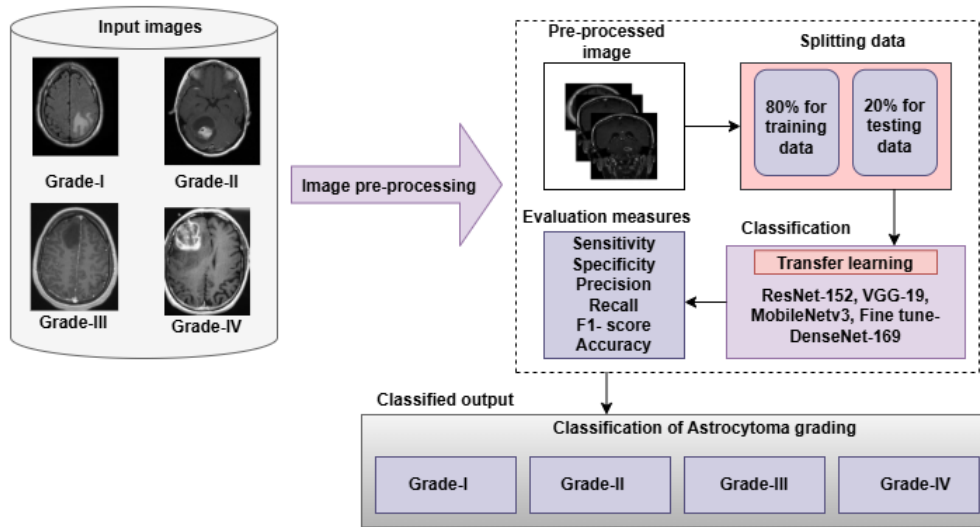 Input images
Grade-I
Grade-II
Grade-III
Grade-IV
Image pre-processing
Pre-processed
image
Splitting data
80% for
training
data
20% for
testing
data
Classification
Transfer learning
ResNet-152, VGG-19,
MobileNetv3, Fine tune-
DenseNet-169
Evaluation measures
Sensitivity
Specificity
Precision
Recall
F1- score
Accuracy
Classified output
Classification of Astrocytoma grading
Grade-I
Grade-II
Grade-III
Grade-IV